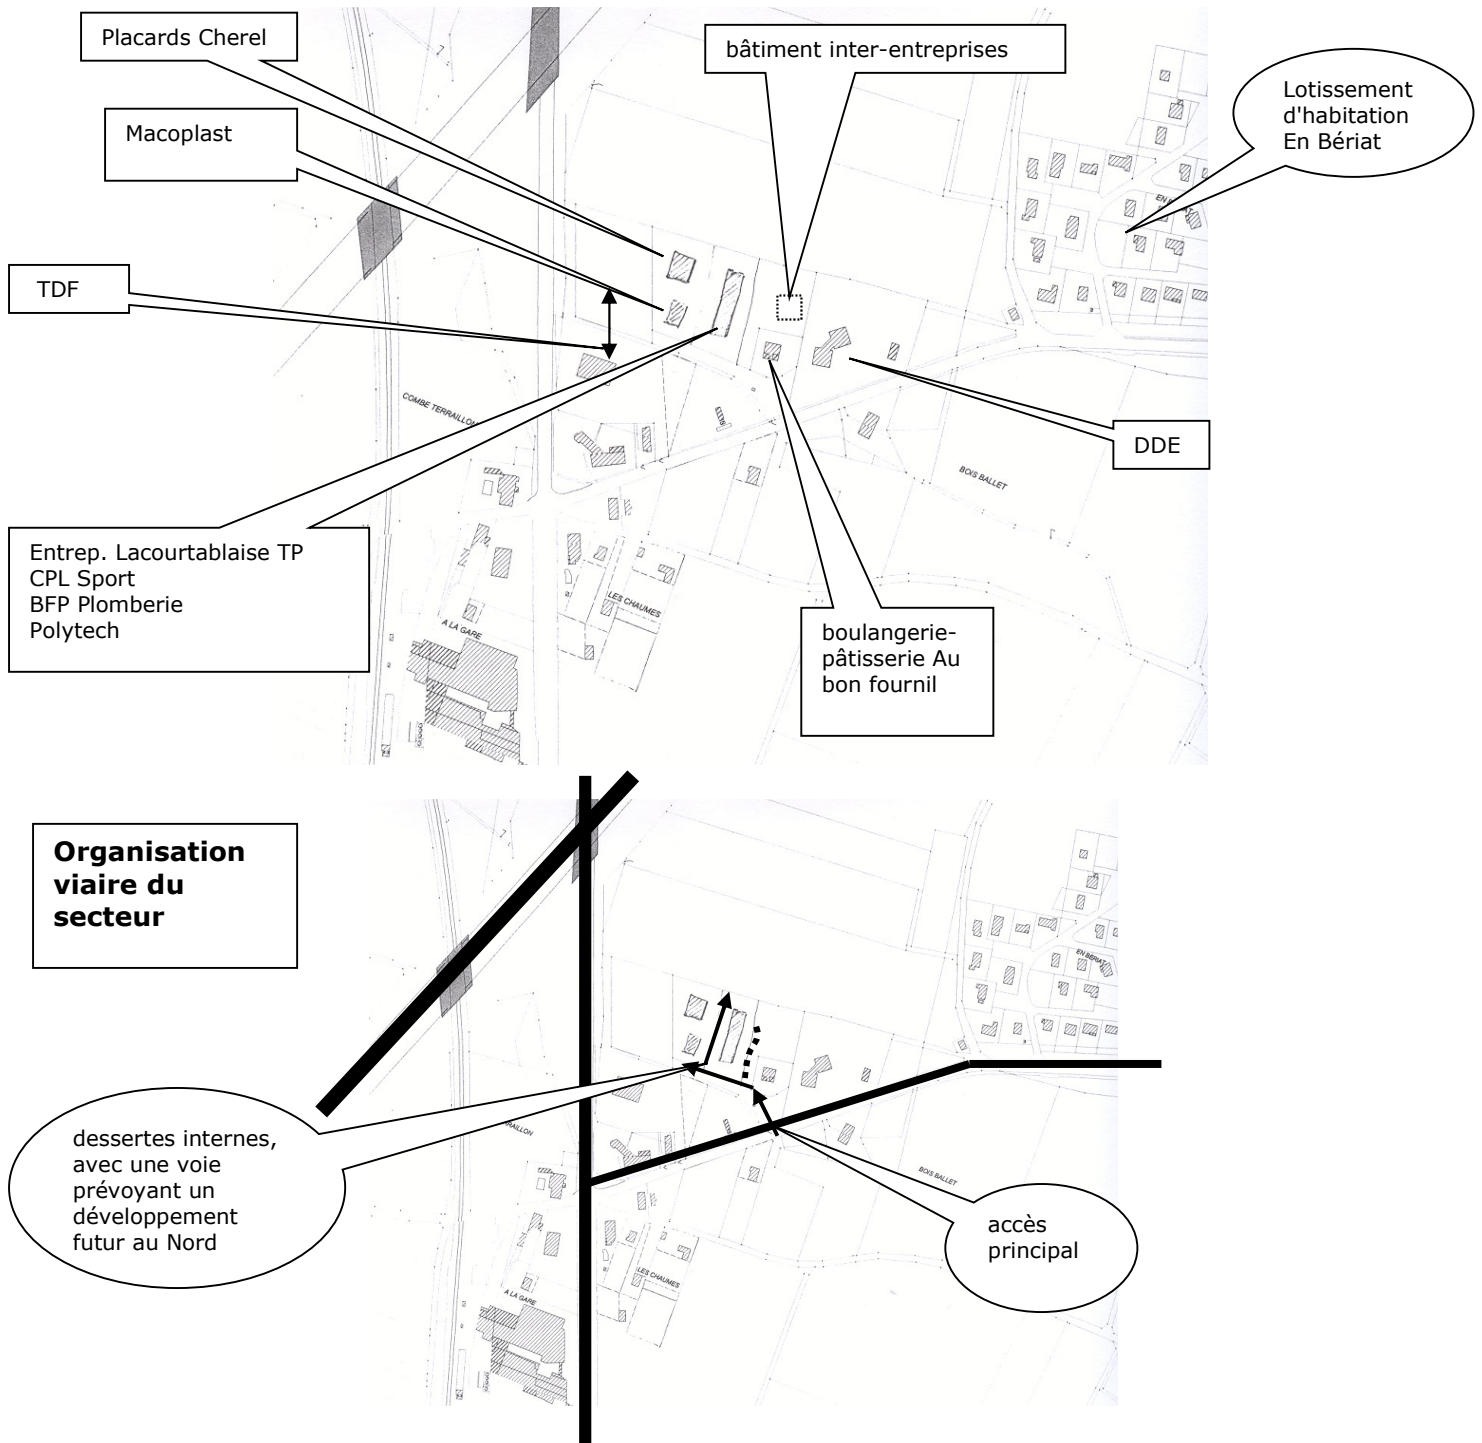 Placards Cherel
bâtiment inter-entreprises
Lotissement
d'habitation
En Bériat
Macoplast
EN BERIAT
TDF
COMBE TERRAILLON
DDE
BOIS BALLET
Entrep. Lacourtablaise TP
CPL Sport
BFP Plomberie
Polytech
LES CHAUMES
A LA GARE
boulangerie-
pâtisserie Au
bon fournil
Organisation
viaire du
secteur
EN BERIAT
RAILLON
dessertes internes,
avec une voie
prévoyant un
développement
futur au Nord
BOIS BALLET
accès
principal
LES CHAUMES
A LA GARE